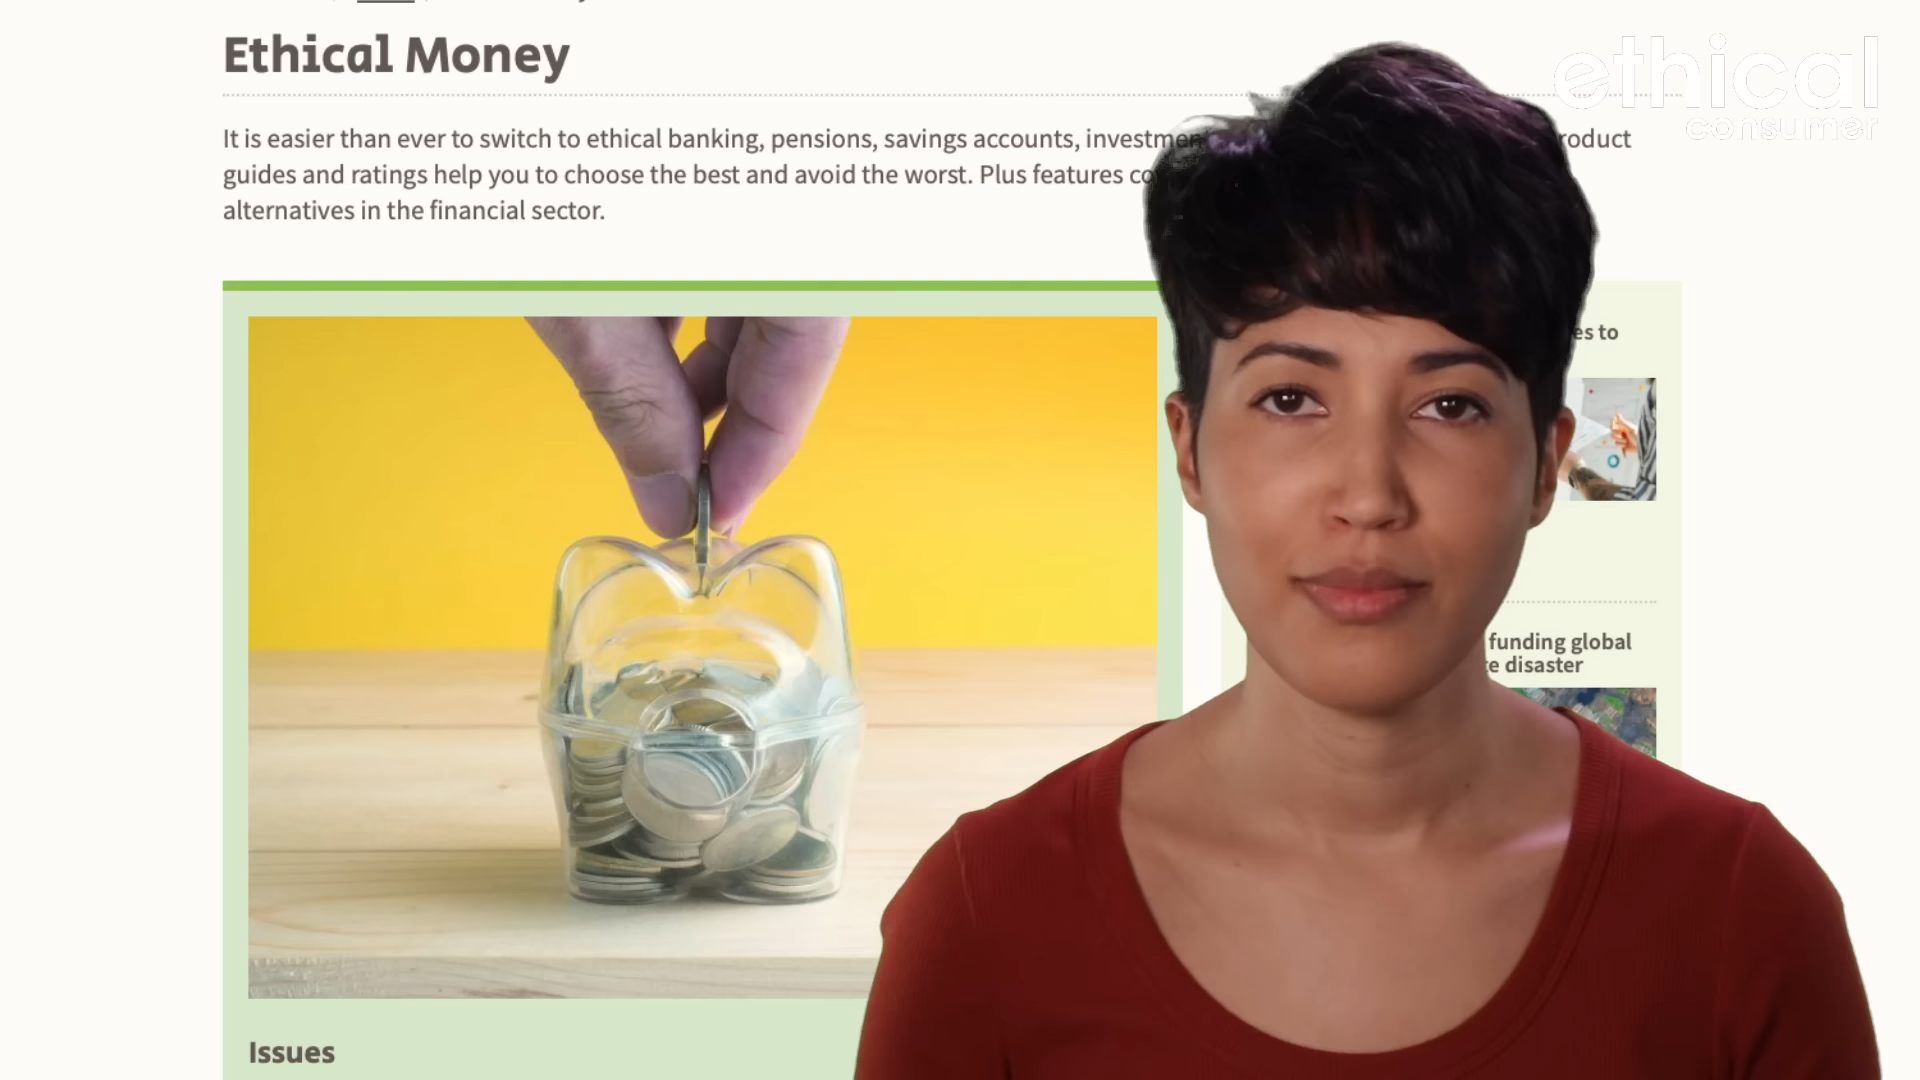 Ethical Money
ethical
consumer
It is easier than ever to switch to ethical banking, pensions, savings accounts, roduct
guides and ratings help you to choose the best and avoid the worst. Plus features
alternatives in the financial sector.
es to
funding global
disaster
Issues